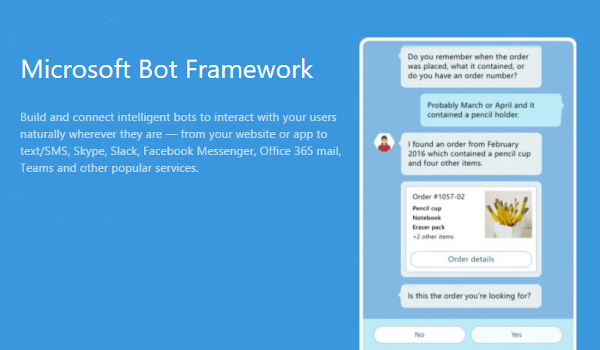 Microsoft Bot Framework
Build and connect intelligent bots to interact with your users
naturally wherever they are — from your website or app to
text/SMS, Skype, Slack, Facebook Messenger, Office 365 mail,
Teams and other popular services.
Do you remember when the order
was placed, what it contained, or
do you have an order number?
Probably March or April and it
contained a pencil holder.
I found an order from February
2016 which contained a pencil cup
and four other items.
Order #1057-02
Pencil cup
Notebook
Eraser pack
+2 other items
Order details
Is this the order you're looking for?
No
Yes